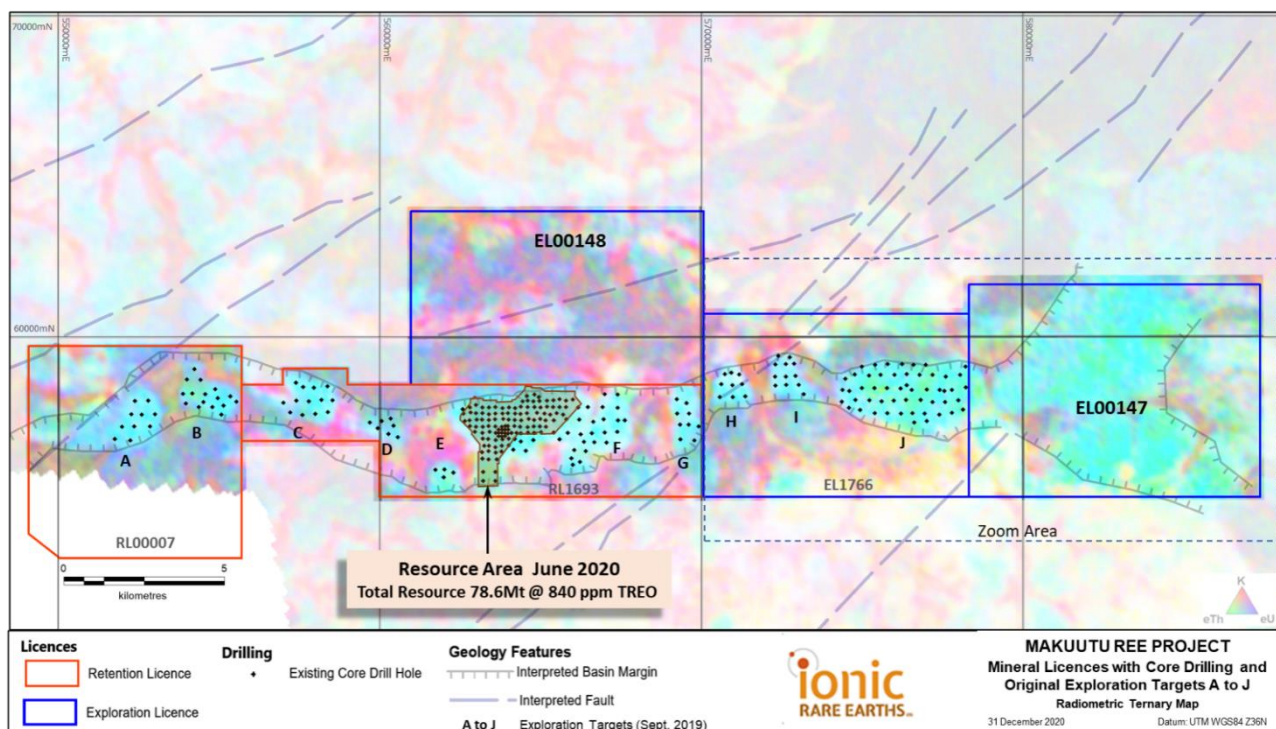 70000mN
550000mE
560000mE
570000mE
580000mE
EL00148
60000mN
EL00147
A
B
C
D
E
F
G
H
I
J
RL1693
EL1766
RL00007
Zoom Area
0 5
kilometres
Resource Area June 2020
Total Resource 78.6Mt @ 840 ppm TREO
K
eTh eU
Licences
Retention Licence
Exploration Licence
Drilling
Existing Core Drill Hole
Geology Features
Interpreted Basin Margin
Interpreted Fault
A to J Exploration Targets (Sept. 2019)
ionic
RARE EARTHS
MAKUUTU REE PROJECT
Mineral Licences with Core Drilling and
Original Exploration Targets A to J
Radiometric Ternary Map
31 December 2020 Datum: UTM WGS84 Z36N